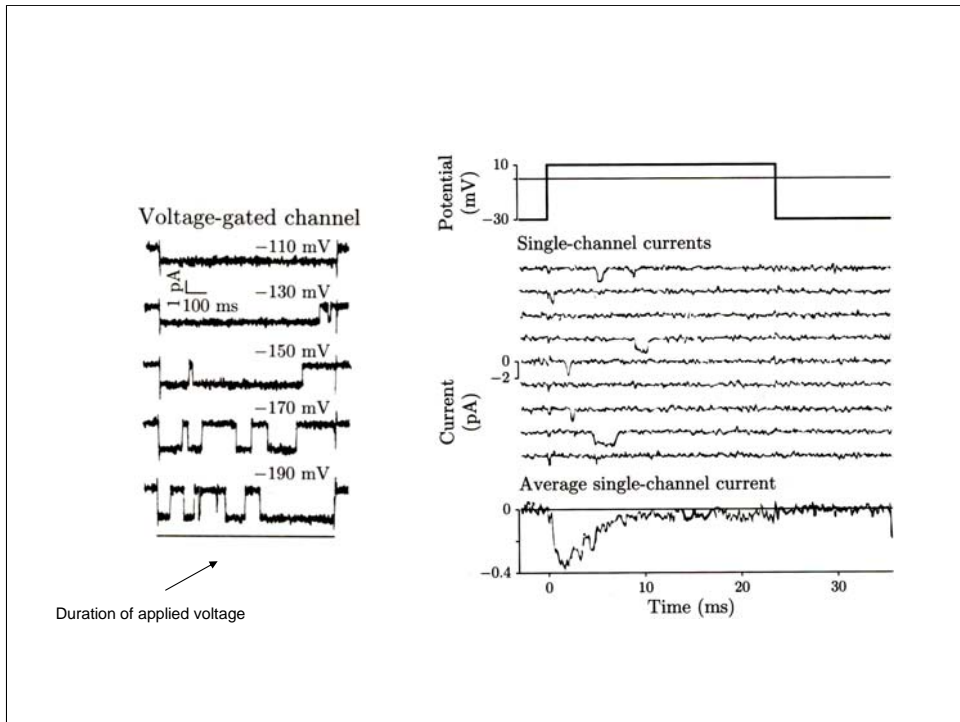 Voltage-gated channel
−110 mV
1 pA
100 ms
−130 mV
−150 mV
−170 mV
−190 mV
Duration of applied voltage
Potential
(mV)
10
−30
Single-channel currents
Current
(pA)
0
−2
Average single-channel current
0
−0.4
0
10
20
30
Time (ms)